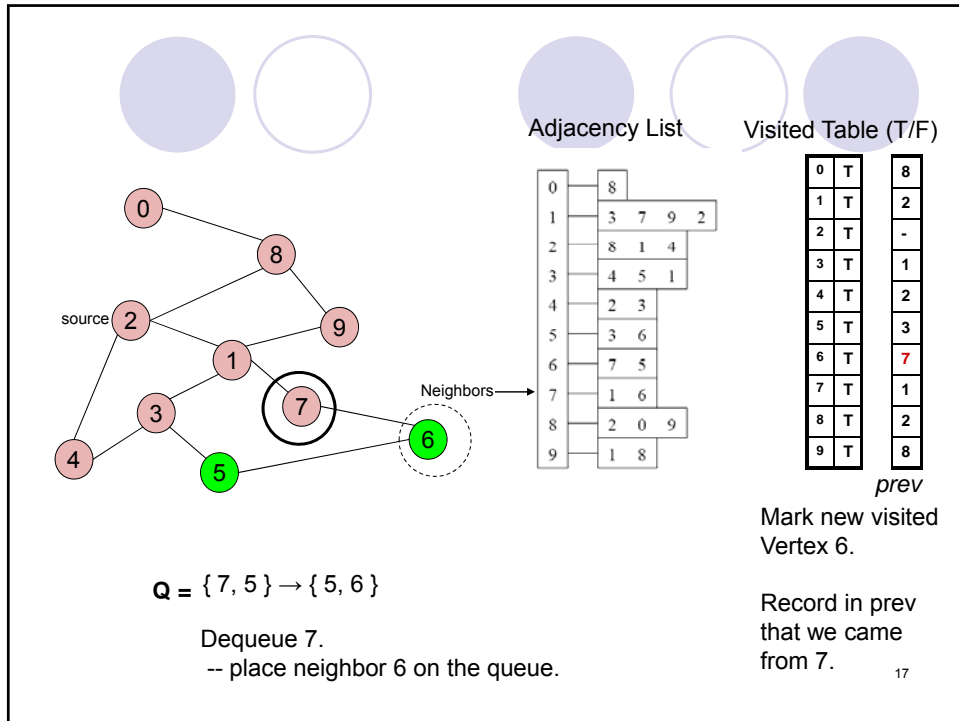 Adjacency List
Visited Table (T/F)
0
8
source
2
9
1
3
7
4
5
6
Neighbors
0 8
1 3 7 9 2
2 8 1 4
3 4 5 1
4 2 3
5 3 6
6 7 5
7 1 6
8 2 0 9
9 1 8
0 T 8
1 T 2
2 T -
3 T 1
4 T 2
5 T 3
6 T 7
7 T 1
8 T 2
9 T 8
prev
Mark new visited
Vertex 6.
Record in prev
that we came
from 7.
Q = { 7, 5 } → { 5, 6 }
Dequeue 7.
-- place neighbor 6 on the queue.
17